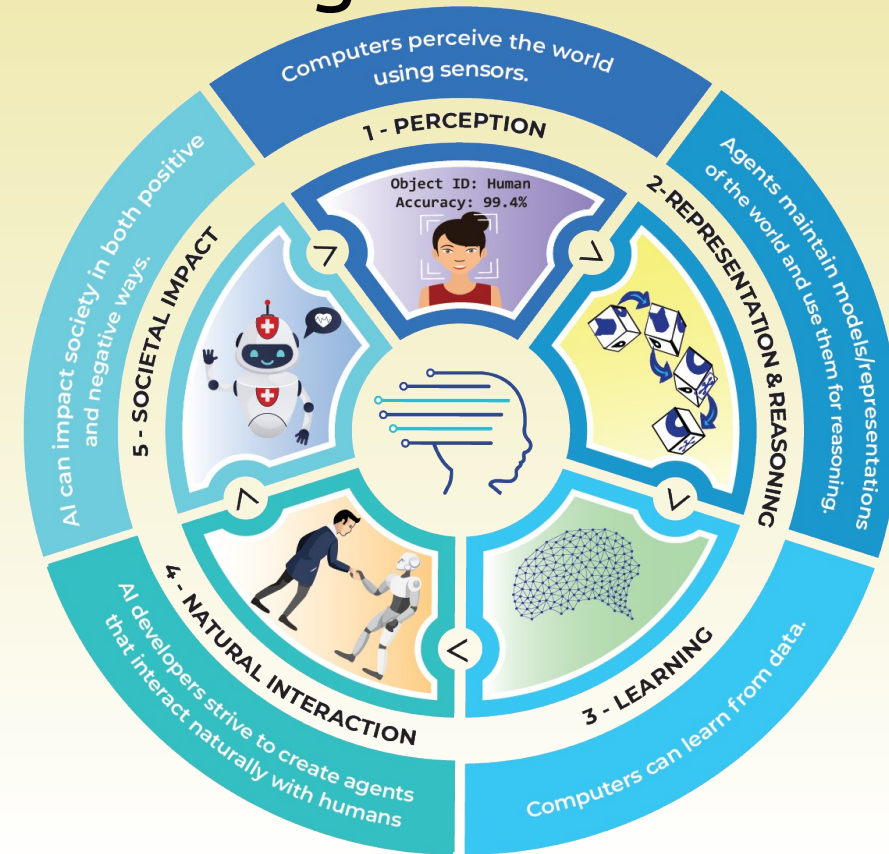 Computers perceive the world
using sensors.
1 - PERCEPTION
Object ID: Human
Accuracy: 99.4%
Agents maintain models/representations
of the world and use them for reasoning.
2- REPRESENTATION & REASONING
3 - LEARNING
Computers can learn from data.
4 - NATURAL INTERACTION
AI developers strive to create agents
that interact naturally with humans
AI can impact society in both positive
and negative ways.
5 - SOCIETAL IMPACT